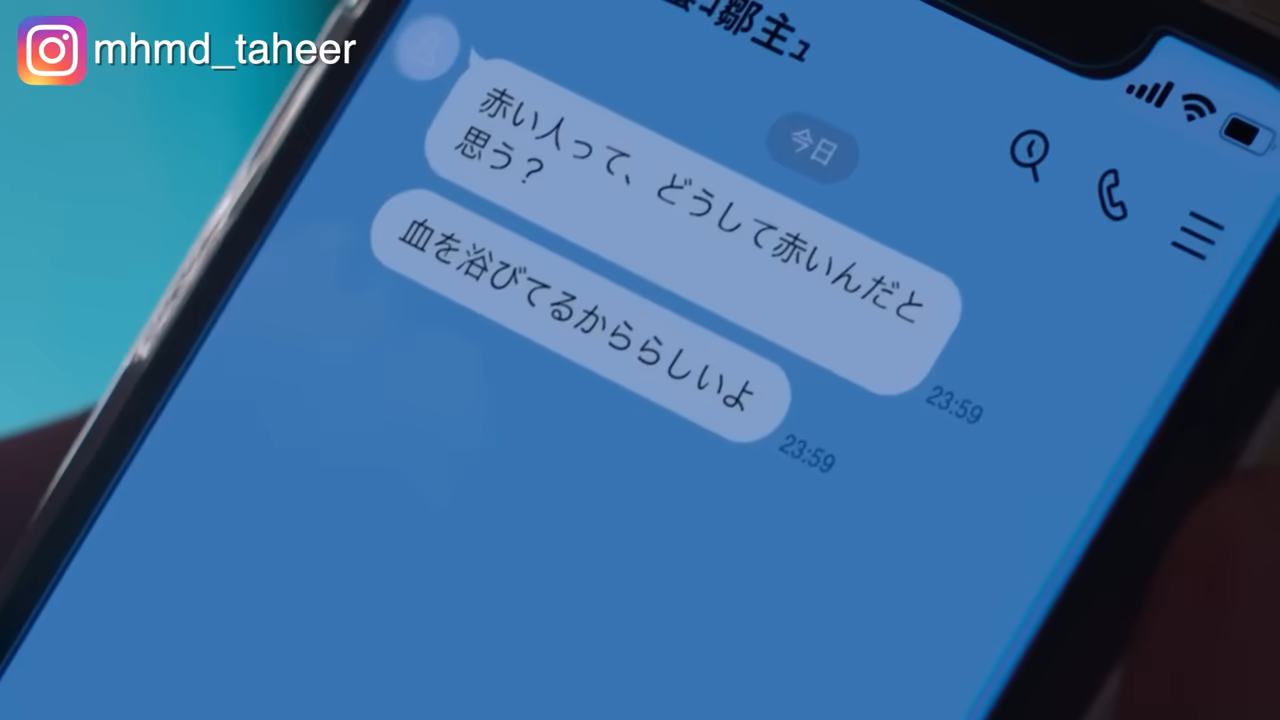 mhmd_taheer
今日
赤い人って、どうして赤いんだと
思う？
23:59
血を浴びてるかららしいよ
23:59